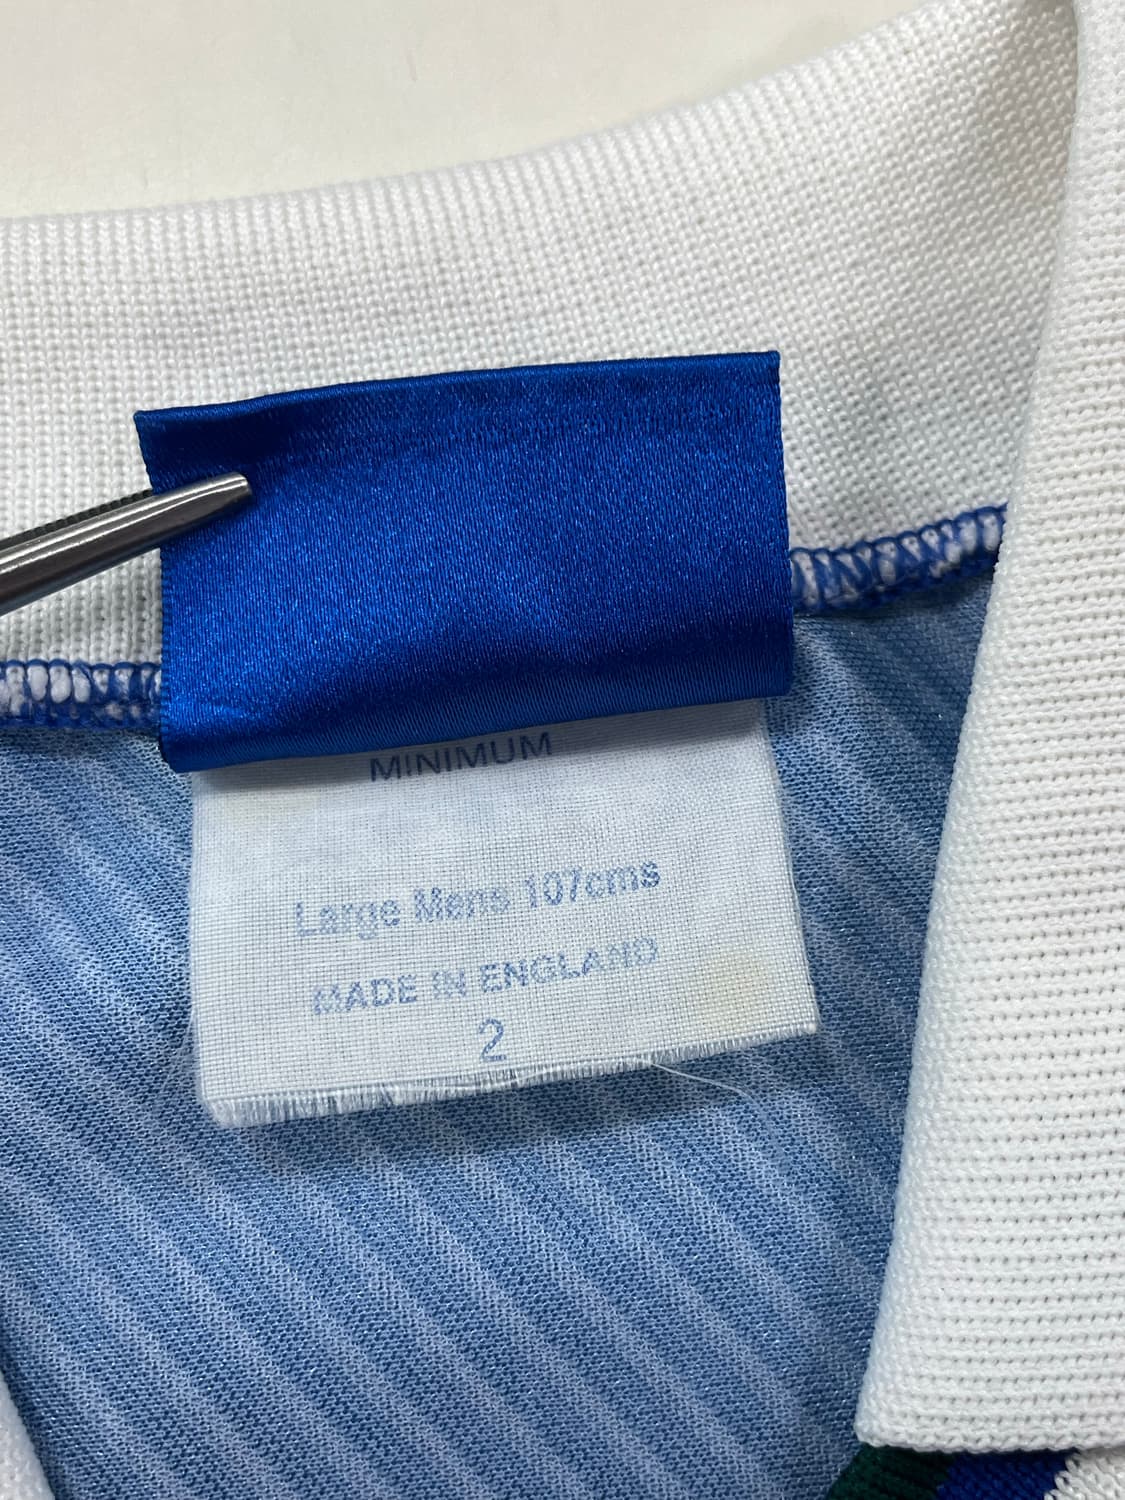 MINIMUM
Large Mens 107cms
MADE IN ENGLAND
2